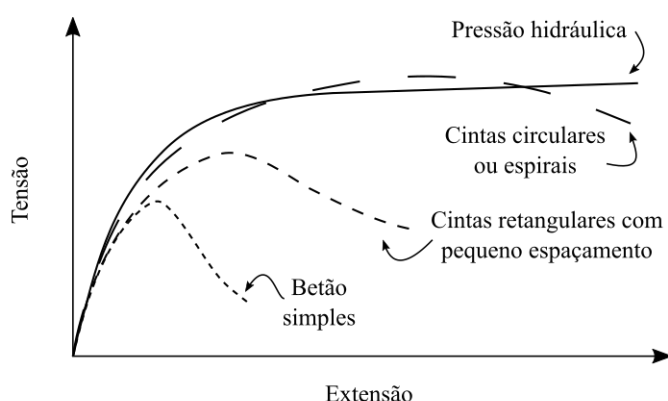 Pressão hidráulica
Cintas circulares
ou espirais
Cintas retangulares com
pequeno espaçamento
Betão
simples
Tensão
Extensão